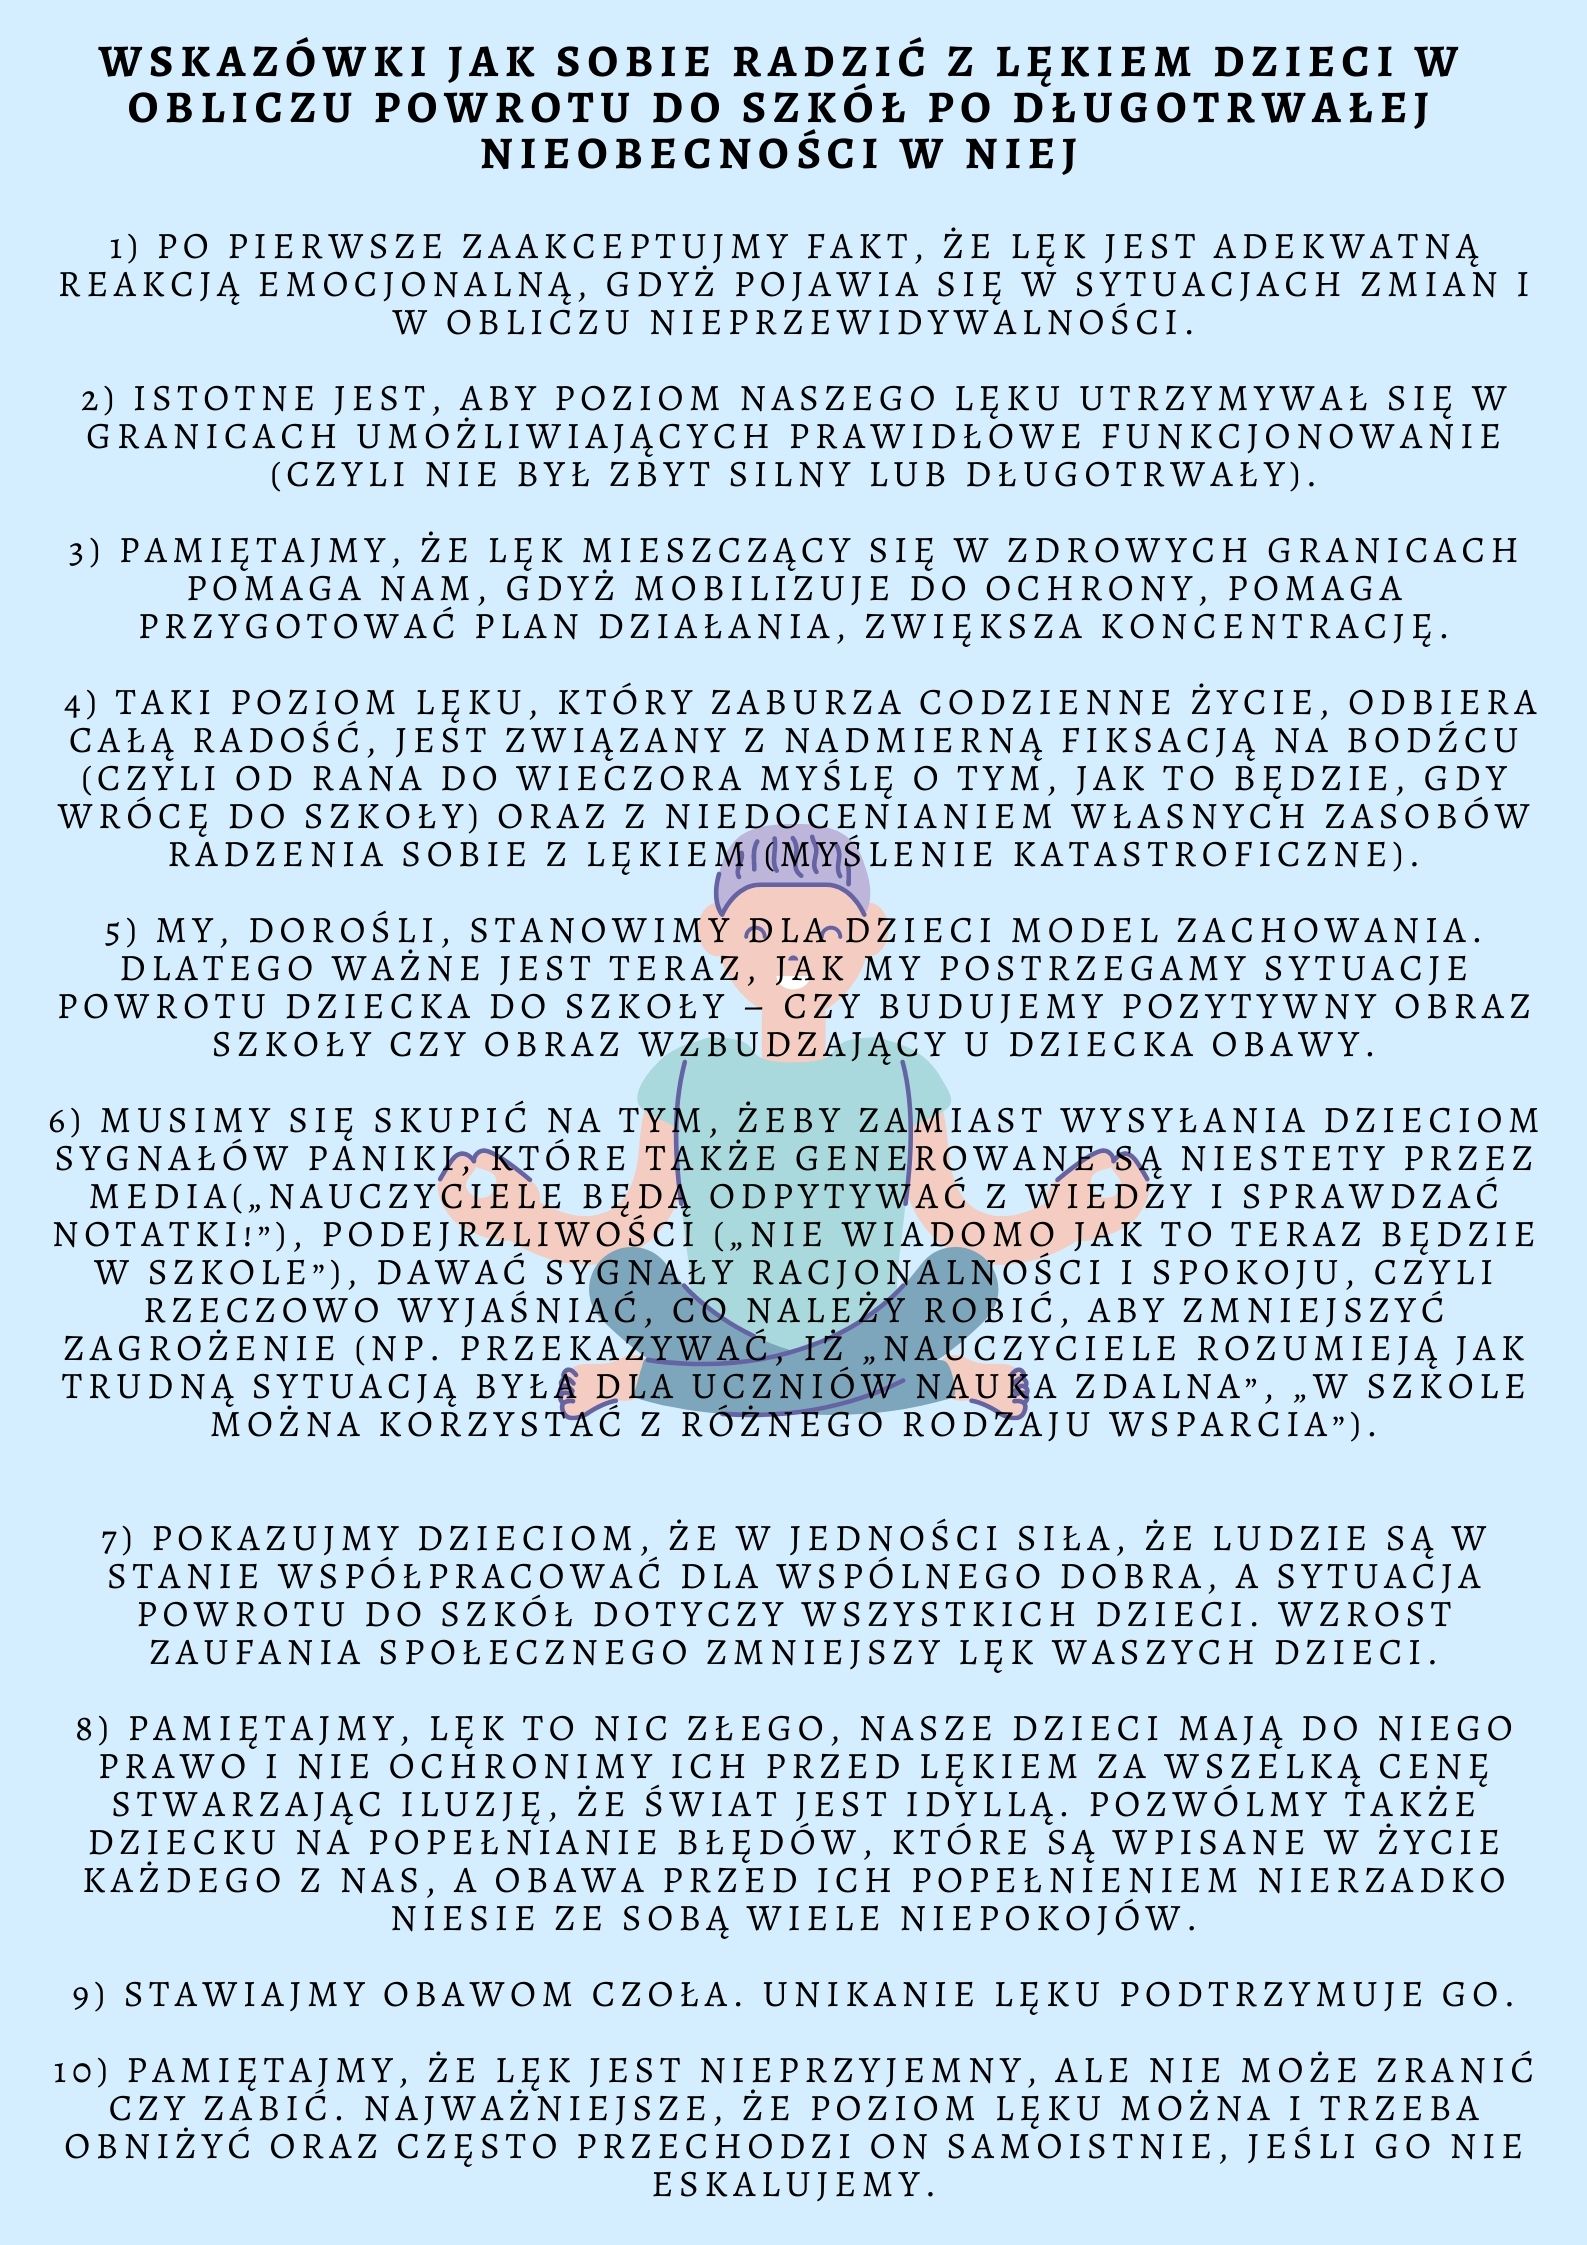 WSKAZÓWKI JAK SOBIE RADZIĆ Z LĘKIEM DZIECI W
OBLICZU POWROTU DO SZKÓŁ PO DŁUGOTRWAŁEJ
NIEOBECNOŚCI W NIEJ
1) PO PIERWSZE ZAAKCEPTUJMY FAKT, ŻE LĘK JEST ADEKWATNĄ
REAKCJĄ EMOCJONALNĄ, GDYŻ POJAWIA SIĘ W SYTUACJACH ZMIAN I
W OBLICZU NIEPRZEWIDYWALNOŚCI.
2) ISTOTNE JEST, ABY POZIOM NASZEGO LĘKU UTRZYMYWAŁ SIĘ W
GRANICACH UMOŻLIWIAJĄCYCH PRAWIDŁOWE FUNKCJONOWANIE
(CZYLI NIE BYŁ ZBYT SILNY LUB DŁUGOTRWAŁY).
3) PAMIĘTAJMY, ŻE LĘK MIESZCZĄCY SIĘ W ZDROWYCH GRANICACH
POMAGA NAM, GDYŻ MOBILIZUJE DO OCHRONY, POMAGA
PRZYGOTOWAĆ PLAN DZIAŁANIA, ZWIĘKSZA KONCENTRACJĘ.
4) TAKI POZIOM LĘKU, KTÓRY ZABURZA CODZIENNE ŻYCIE, ODBIERA
CAŁĄ RADOŚĆ, JEST ZWIĄZANY Z NADMIERNĄ FIKSACJĄ NA BODŹCU
(CZYLI OD RANA DO WIECZORA MYŚLĘ O TYM, JAK TO BĘDZIE, GDY
WRÓCĘ DO SZKOŁY) ORAZ Z NIEDOCENIANIEM WŁASNYCH ZASOBÓW
RADZENIA SOBIE Z LĘKIEM (MYŚLENIE KATASTROFICZNE).
5) MY, DOROŚLI, STANOWIMY DLA DZIECI MODEL ZACHOWANIA.
DLATEGO WAŻNE JEST TERAZ, JAK MY POSTRZEGAMY SYTUACJE
POWROTU DZIECKA DO SZKOŁY – CZY BUDUJEMY POZYTYWNY OBRAZ
SZKOŁY CZY OBRAZ WZBUDZAJĄCY U DZIECKA OBAWY.
6) MUSIMY SIĘ SKUPIĆ NA TYM, ŻEBY ZAMIAST WYSYŁANIA DZIECIOM
SYGNAŁÓW PANIKI, KTÓRE TAKŻE GENEROWANE SĄ NIESTETY PRZEZ
MEDIA(„NAUCZYCIELE BĘDĄ ODPYTYWAĆ Z WIEDZY I SPRAWDZAĆ
NOTATKI!”), PODEJRZLIWOŚCI („NIE WIADOMO JAK TO TERAZ BĘDZIE
W SZKOLE”), DAWAĆ SYGNAŁY RACJONALNOŚCI I SPOKOJU, CZYLI
RZECZOWO WYJAŚNIAĆ, CO NALEŻY ROBIĆ, ABY ZMNIEJSZYĆ
ZAGROŻENIE (NP. PRZEKAZYWAĆ, IŻ „NAUCZYCIELE ROZUMIEJĄ JAK
TRUDNĄ SYTUACJĄ BYŁA DLA UCZNIÓW NAUKA ZDALNA”, „W SZKOLE
MOŻNA KORZYSTAĆ Z RÓŻNEGO RODZAJU WSPARCIA”).
7) POKAZUJMY DZIECIOM, ŻE W JEDNOŚCI SIŁA, ŻE LUDZIE SĄ W
STANIE WSPÓŁPRACOWAĆ DLA WSPÓLNEGO DOBRA, A SYTUACJA
POWROTU DO SZKÓŁ DOTYCZY WSZYSTKICH DZIECI. WZROST
ZAUFANIA SPOŁECZNEGO ZMNIEJSZY LĘK WASZYCH DZIECI.
8) PAMIĘTAJMY, LĘK TO NIC ZŁEGO, NASZE DZIECI MAJĄ DO NIEGO
PRAWO I NIE OCHRONIMY ICH PRZED LĘKIEM ZA WSZELKĄ CENĘ
STWARZAJĄC ILUZJĘ, ŻE ŚWIAT JEST IDYLLĄ. POZWÓLMY TAKŻE
DZIECKU NA POPEŁNIANIE BŁĘDÓW, KTÓRE SĄ WPISANE W ŻYCIE
KAŻDEGO Z NAS, A OBAWA PRZED ICH POPEŁNIENIEM NIERZADKO
NIESIE ZE SOBĄ WIELE NIEPOKOJÓW.
9) STAWIAJMY OBAWOM CZOŁA. UNIKANIE LĘKU PODTRZYMUJE GO.
10) PAMIĘTAJMY, ŻE LĘK JEST NIEPRZYJEMNY, ALE NIE MOŻE ZRANIĆ
CZY ZABIĆ. NAJWAŻNIEJSZE, ŻE POZIOM LĘKU MOŻNA I TRZEBA
OBNIŻYĆ ORAZ CZĘSTO PRZECHODZI ON SAMOISTNIE, JEŚLI GO NIE
ESKALUJEMY.